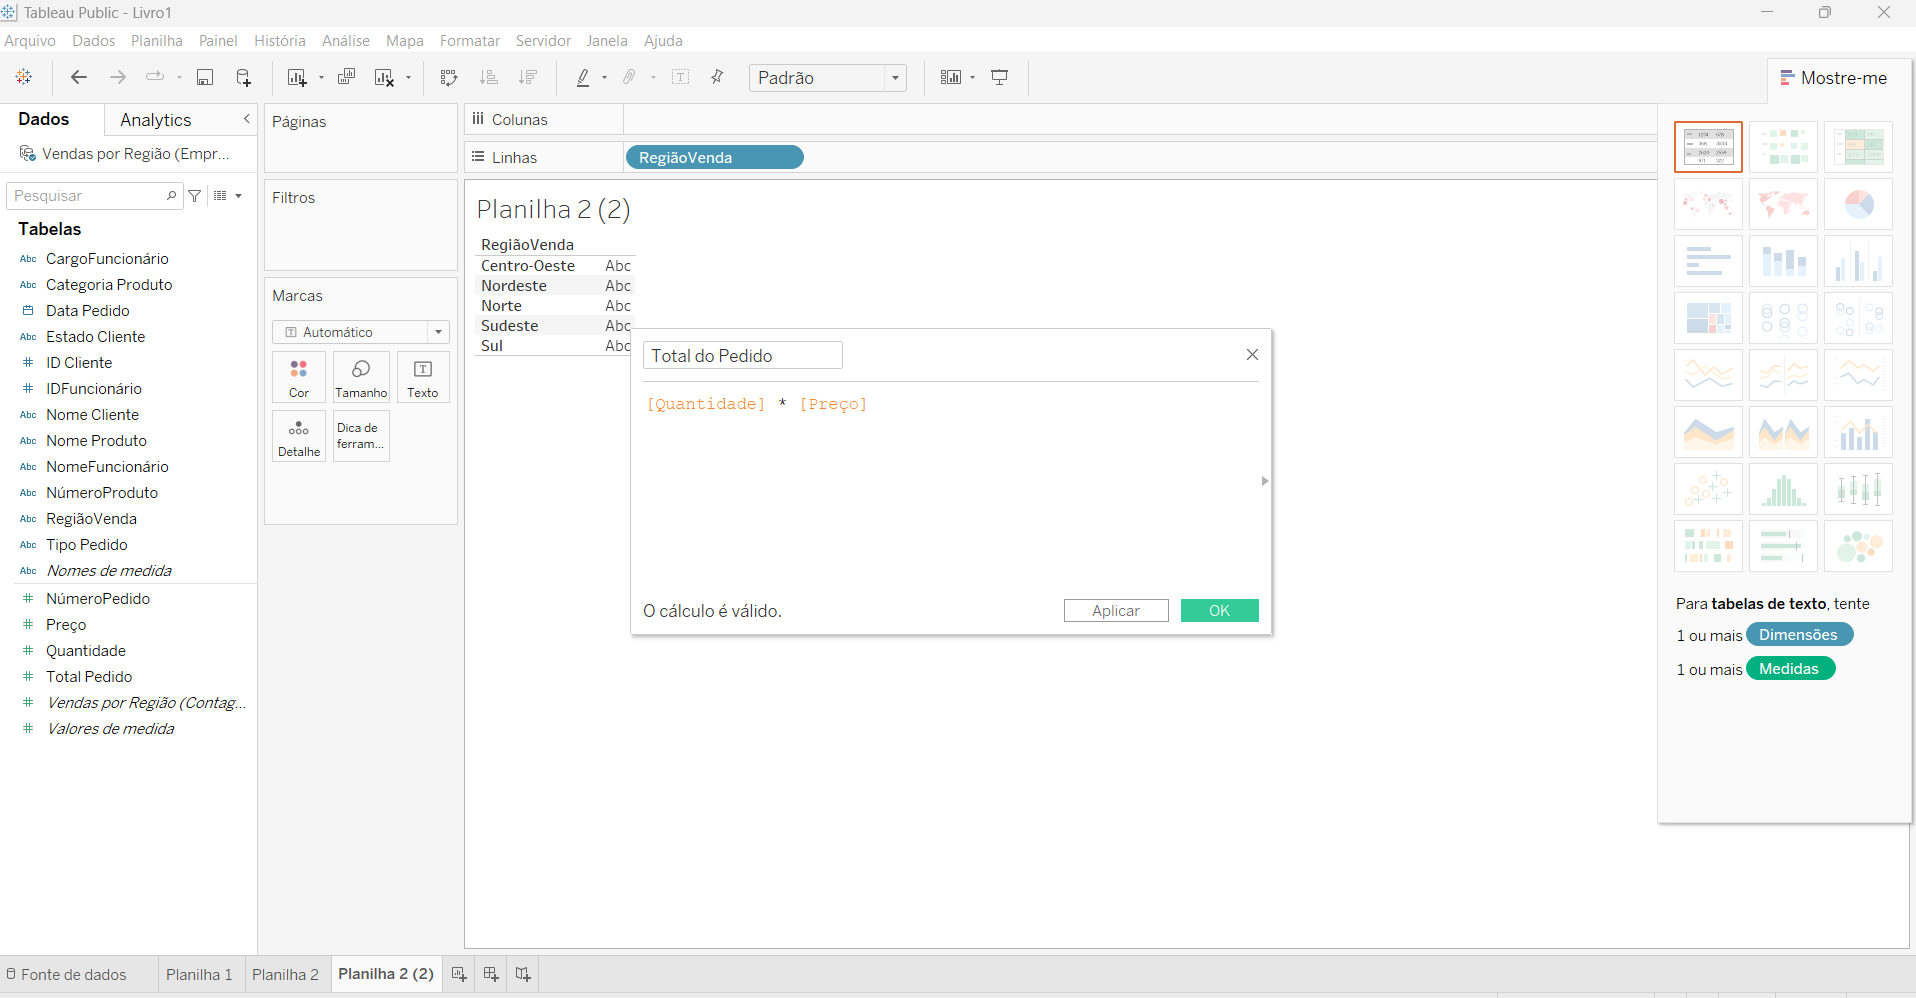 Tableau Public - Livro1
Arquivo Dados Planilha Painel História Análise Mapa Formatar Servidor Janela Ajuda
Padrão
Mostre-me
Dados Analytics
Vendas por Região (Empr...
Pesquisar
Tabelas
Abc CargoFuncionário
Abc Categoria Produto
Data Pedido
Abc Estado Cliente
# ID Cliente
# IDFuncionário
Abc Nome Cliente
Abc Nome Produto
Abc NomeFuncionário
Abc NúmeroProduto
Abc RegiãoVenda
Abc Tipo Pedido
Abc Nomes de medida
# NúmeroPedido
# Preço
# Quantidade
# Total Pedido
# Vendas por Região (Contag...
# Valores de medida
Páginas
Filtros
Marcas
Automático
Cor Tamanho Texto
Detalhe Dica de
ferram...
Colunas
Linhas RegiãoVenda
Planilha 2 (2)
RegiãoVenda
Centro-Oeste Abc
Nordeste Abc
Norte Abc
Sudeste Abc
Sul Abc
Total do Pedido
[Quantidade] * [Preço]
O cálculo é válido.
Aplicar OK
Para tabelas de texto, tente
1 ou mais Dimensões
1 ou mais Medidas
Fonte de dados Planilha 1 Planilha 2 Planilha 2 (2)